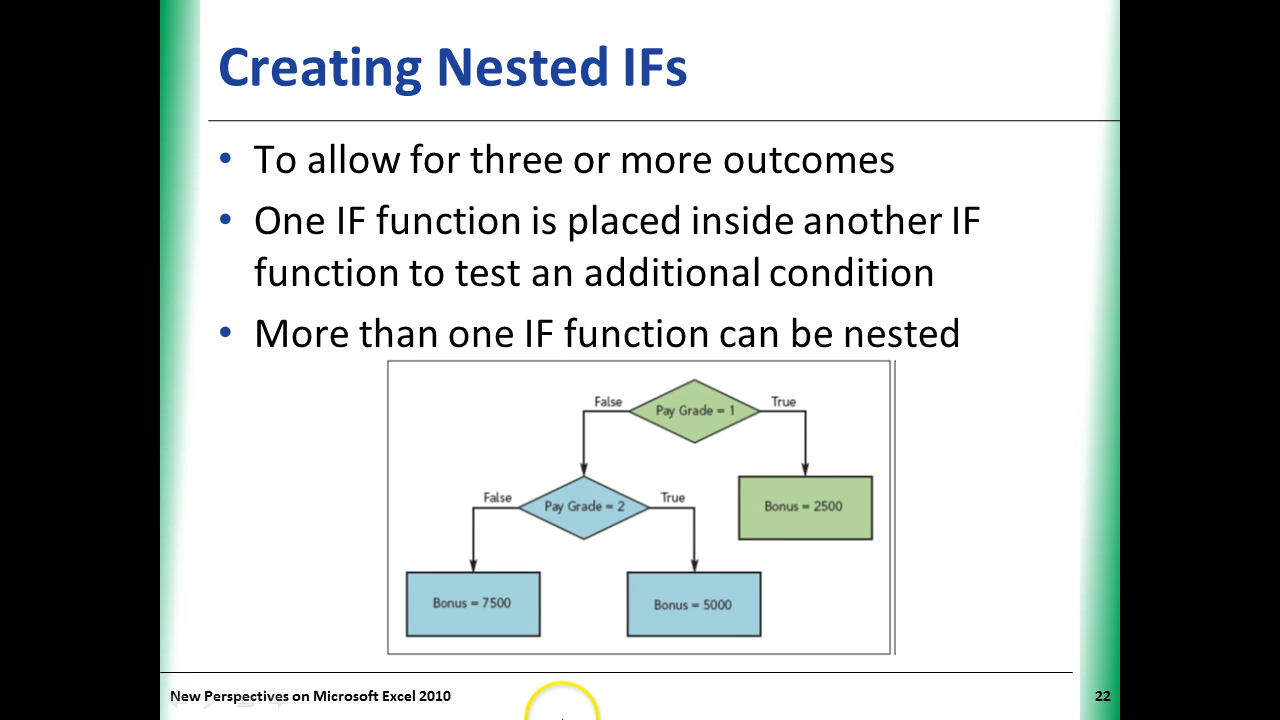 Creating Nested IFs
• To allow for three or more outcomes
• One IF function is placed inside another IF
function to test an additional condition
• More than one IF function can be nested
False
Pay Grade = 1
True
False
Pay Grade = 2
True
Bonus = 2500
Bonus = 7500
Bonus = 5000
New Perspectives on Microsoft Excel 2010
22